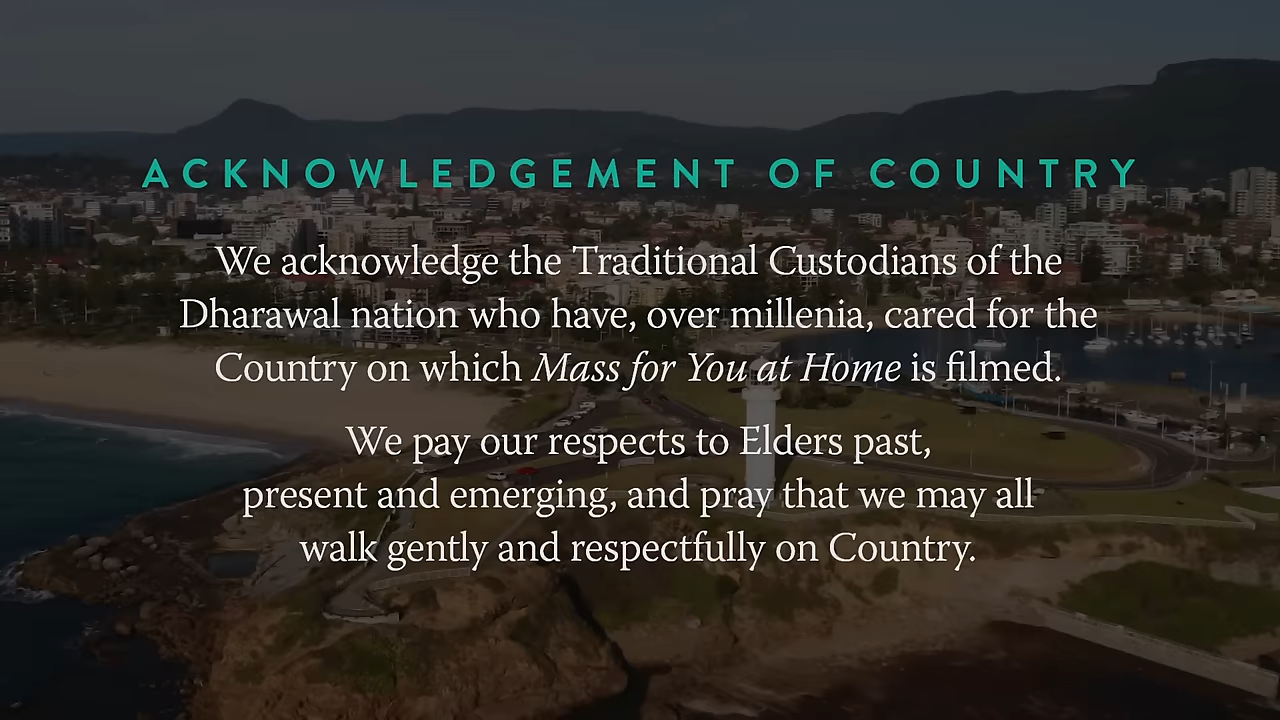 ACKNOWLEDGEMENT OF COUNTRY
We acknowledge the Traditional Custodians of the
Dharawal nation who have, over millenia, cared for the
Country on which Mass for You at Home is filmed.
We pay our respects to Elders past,
present and emerging, and pray that we may all
walk gently and respectfully on Country.